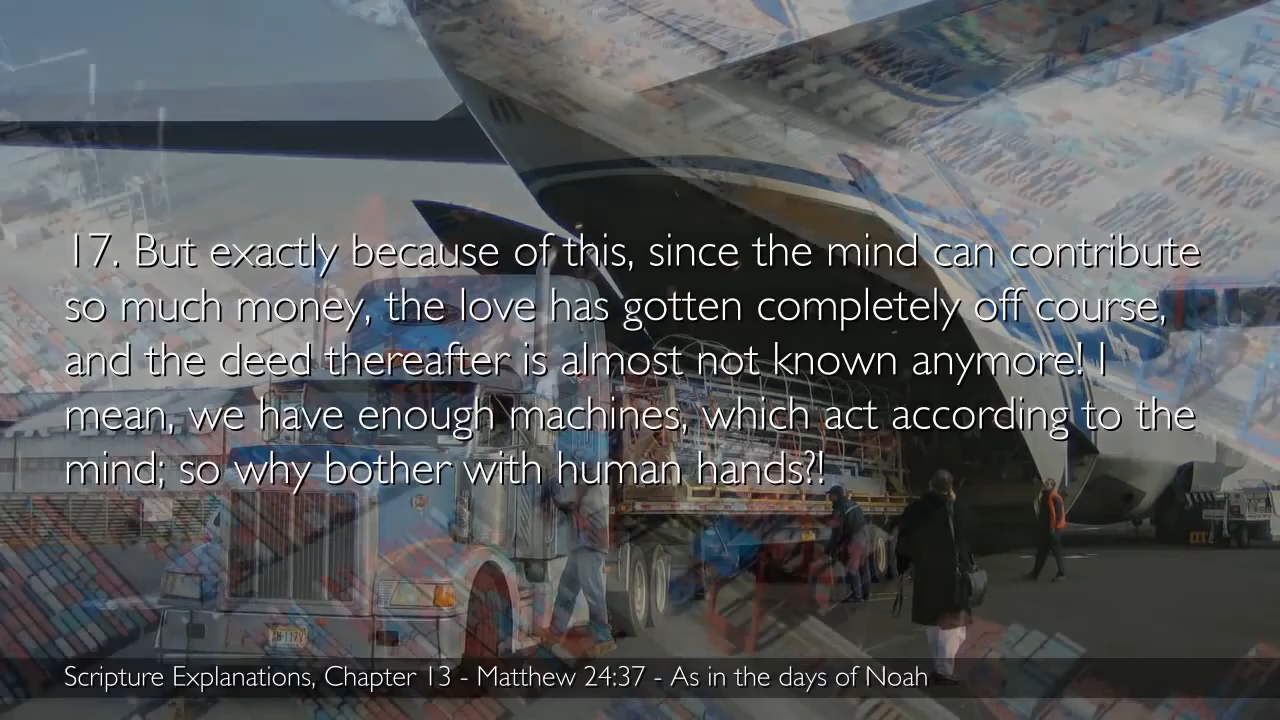 17. But exactly because of this, since the mind can contribute
so much money, the love has gotten completely off course,
and the deed thereafter is almost not known anymore! I
mean, we have enough machines, which act according to the
mind; so why bother with human hands?!
Scripture Explanations, Chapter 13 - Matthew 24:37 - As in the days of Noah